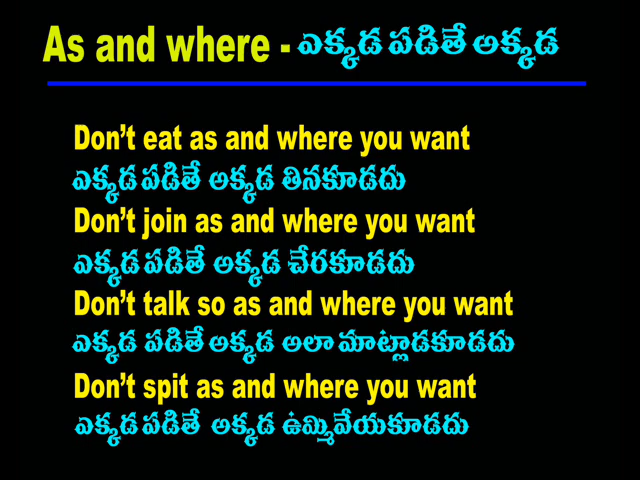 As and where - ఎక్కడ పడితే అక్కడ
Don't eat as and where you want
ఎక్కడ పడితే అక్కడ తినకూడదు
Don't join as and where you want
ఎక్కడ పడితే అక్కడ చేరకూడదు
Don't talk so as and where you want
ఎక్కడ పడితే అక్కడ అలా మాట్లాడకూడదు
Don't spit as and where you want
ఎక్కడ పడితే అక్కడ ఉమ్మివేయకూడదు